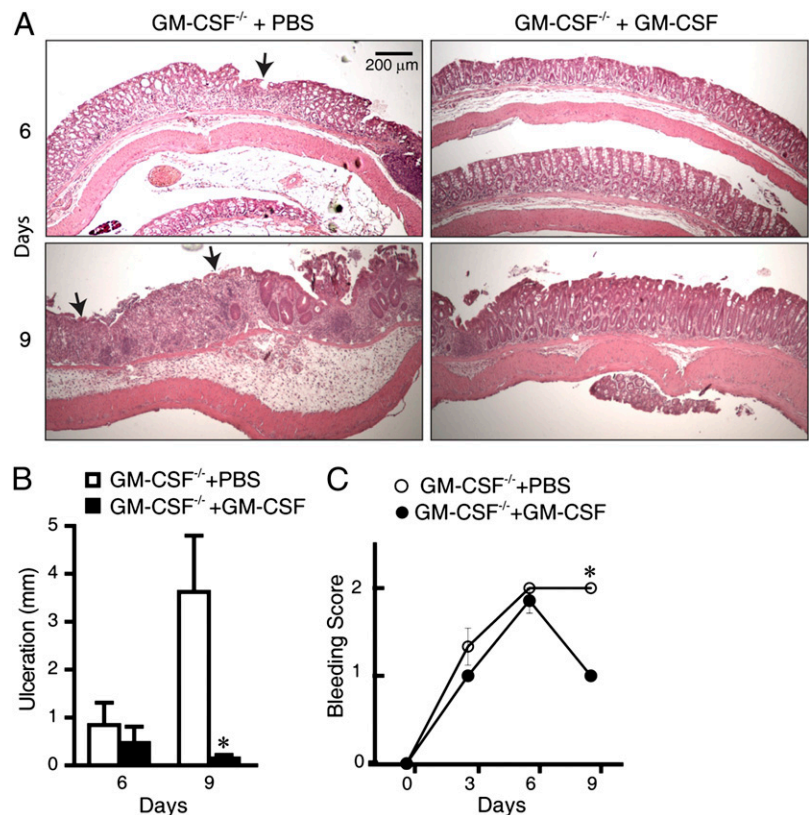 A
GM-CSF-/- + PBS
GM-CSF-/- + GM-CSF
200 μm
Days
6
9
B
GM-CSF-/-+PBS
GM-CSF-/-+GM-CSF
Ulceration (mm)
5
4
3
2
1
0
*
6 9
Days
C
GM-CSF-/-+PBS
GM-CSF-/-+GM-CSF
Bleeding Score
2
1
0
*
0 3 6 9
Days